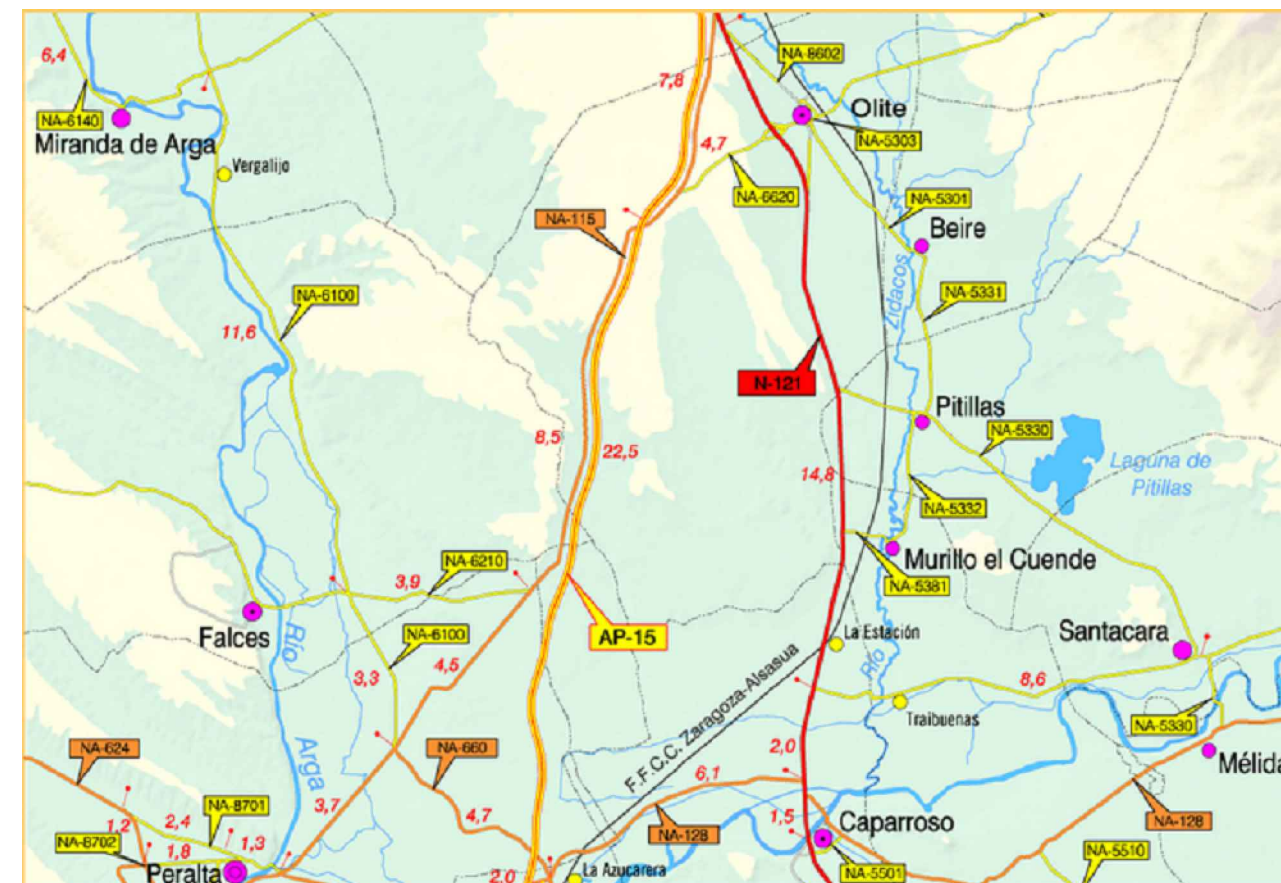 6,4
NA-6140
Miranda de Arga
Vergalijo
7,8
NA-8602
Olite
NA-5303
4,7
NA-6620
NA-115
NA-5301
Beire
Zidacos
NA-5331
NA-6100
11,6
N-121
Pitillas
NA-5330
8,5
22,5
14,8
Laguna de
Pitillas
NA-5332
Murillo el Cuende
NA-5381
NA-6210
3,9
Falces
Río
NA-6100
AP-15
La Estación
Santacara
3,3
4,5
Río
8,6
Traibuenas
F.F.C.C. Zaragoza-Alsasua
NA-5330
NA-624
Arga
NA-660
2,0
6,1
Mélida
3,7
NA-8701
2,4
1,2
4,7
NA-128
1,5
Caparroso
NA-128
NA-8702
1,8
1,3
Peralta
2,0
La Azucarera
NA-5501
NA-5510